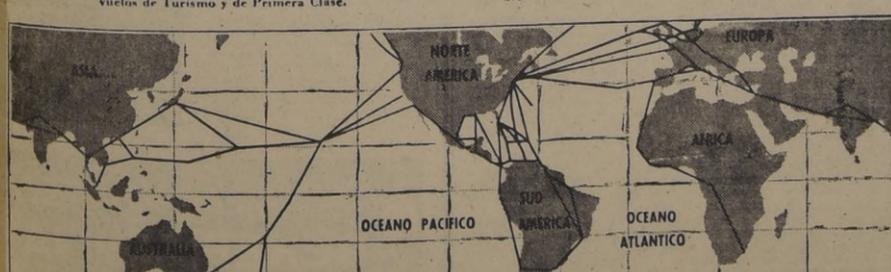 vuelos de Turismo y de Primera Clase.
ASIA
NORTE
AMERICA
EUROPA
AFRICA
SUD
AMERICA
OCEANO PACIFICO
OCEANO
ATLANTICO
AUSTRALIA